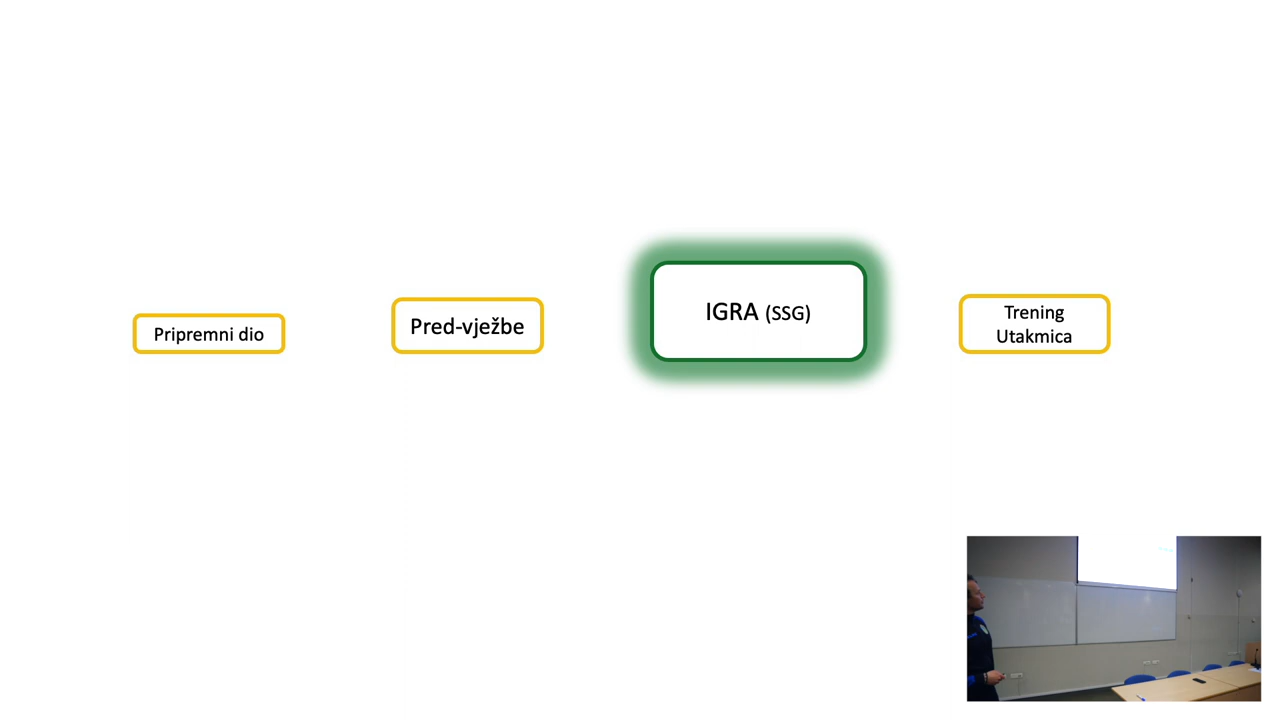 Pripremni dio
Pred-vježbe
IGRA (SSG)
Trening
Utakmica